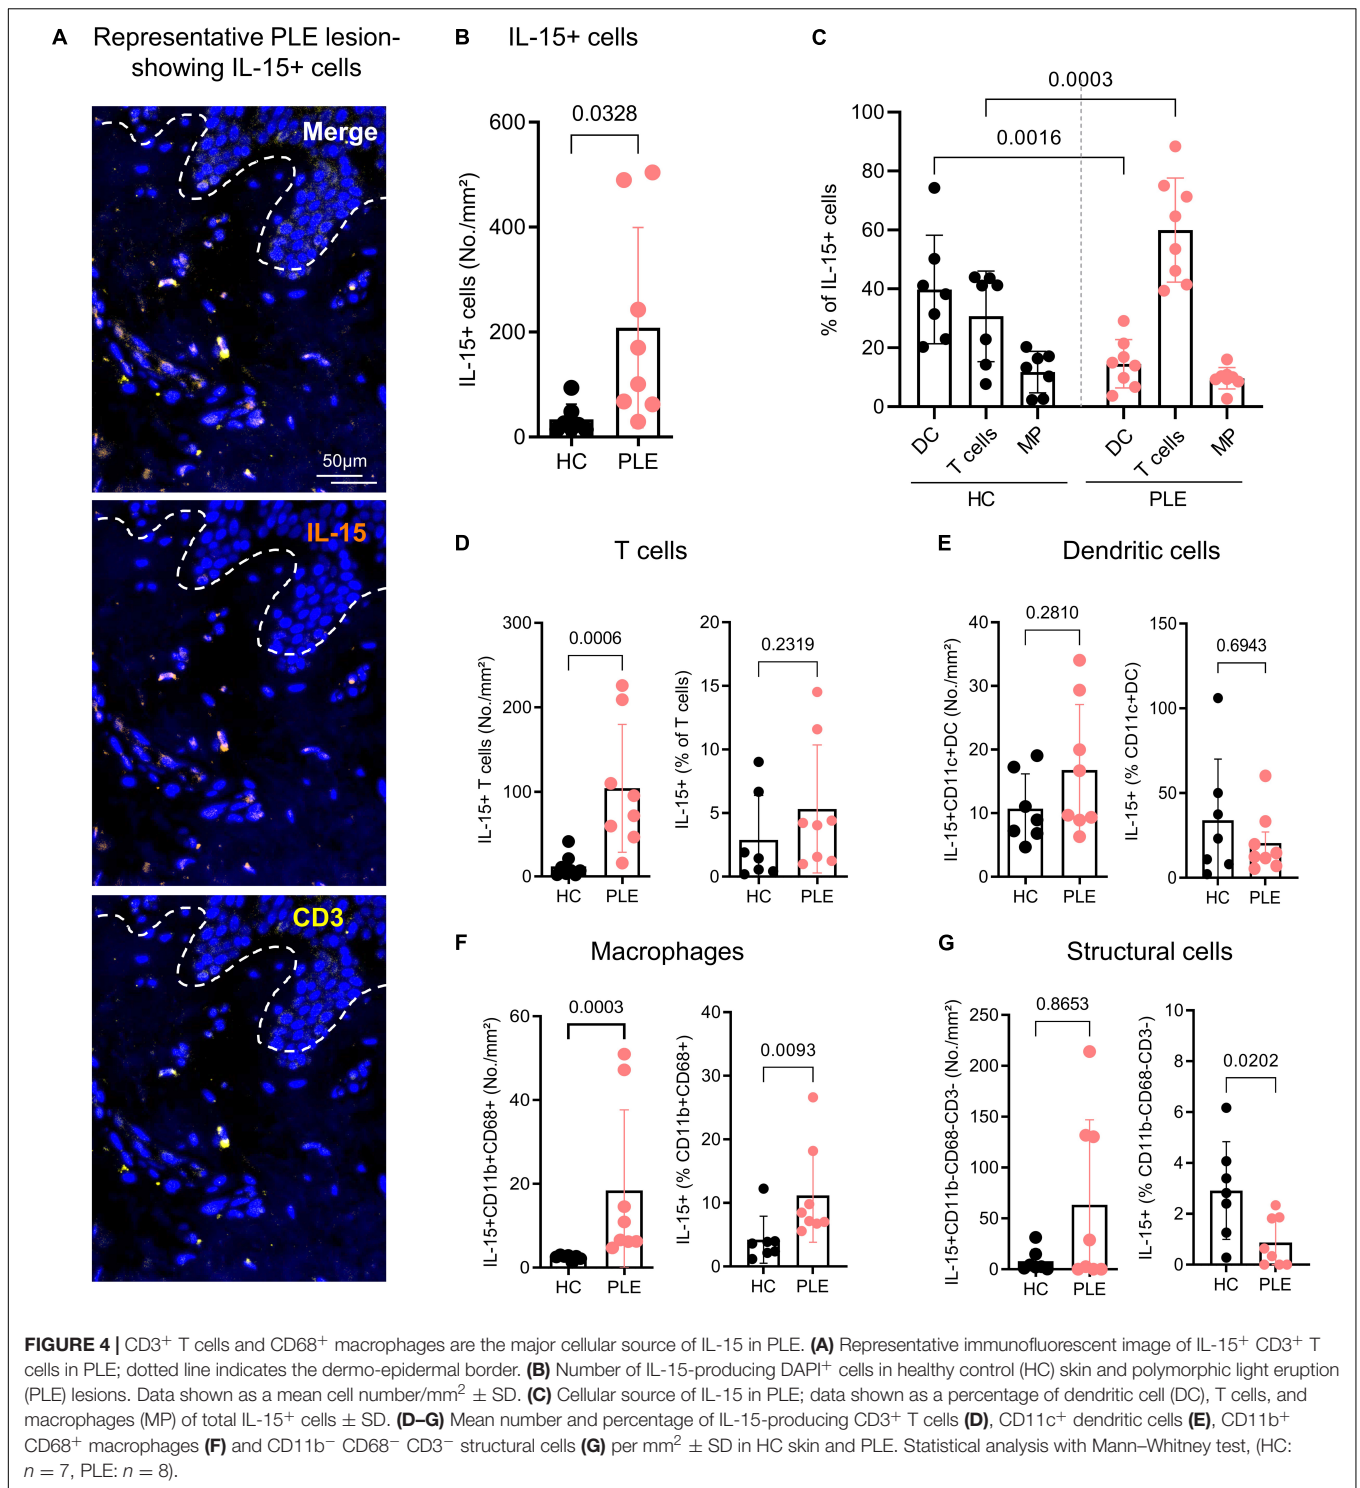 A Representative PLE lesion-
showing IL-15+ cells
Merge
50µm
IL-15
CD3
B IL-15+ cells
IL-15+ cells (No./mm²)
600
400
200
0
0.0328
HC PLE
C
% of IL-15+ cells
100
80
60
40
20
0
0.0003
0.0016
DC T cells MP DC T cells MP
HC PLE
D T cells
IL-15+ T cells (No./mm²)
300
200
100
0
0.0006
HC PLE
IL-15+ (% of T cells)
20
15
10
5
0
0.2319
HC PLE
E Dendritic cells
IL-15+CD11c+DC (No./mm²)
40
30
20
10
0
0.2810
HC PLE
IL-15+ (% CD11c+DC)
150
100
50
0
0.6943
HC PLE
F Macrophages
IL-15+CD11b+CD68+ (No./mm²)
60
40
20
0
0.0003
HC PLE
IL-15+ (% CD11b+CD68+)
40
30
20
10
0
0.0093
HC PLE
G Structural cells
IL-15+CD11b-CD68-CD3- (No./mm²)
250
200
150
100
50
0
0.8653
HC PLE
IL-15+ (% CD11b-CD68-CD3-)
10
8
6
4
2
0
0.0202
HC PLE
FIGURE 4 | CD3⁺ T cells and CD68⁺ macrophages are the major cellular source of IL-15 in PLE. (A) Representative immunofluorescent image of IL-15⁺ CD3⁺ T
cells in PLE; dotted line indicates the dermo-epidermal border. (B) Number of IL-15-producing DAPI⁺ cells in healthy control (HC) skin and polymorphic light eruption
(PLE) lesions. Data shown as a mean cell number/mm² ± SD. (C) Cellular source of IL-15 in PLE; data shown as a percentage of dendritic cell (DC), T cells, and
macrophages (MP) of total IL-15⁺ cells ± SD. (D–G) Mean number and percentage of IL-15-producing CD3⁺ T cells (D), CD11c⁺ dendritic cells (E), CD11b⁺
CD68⁺ macrophages (F) and CD11b⁻ CD68⁻ CD3⁻ structural cells (G) per mm² ± SD in HC skin and PLE. Statistical analysis with Mann–Whitney test, (HC:
n = 7, PLE: n = 8).